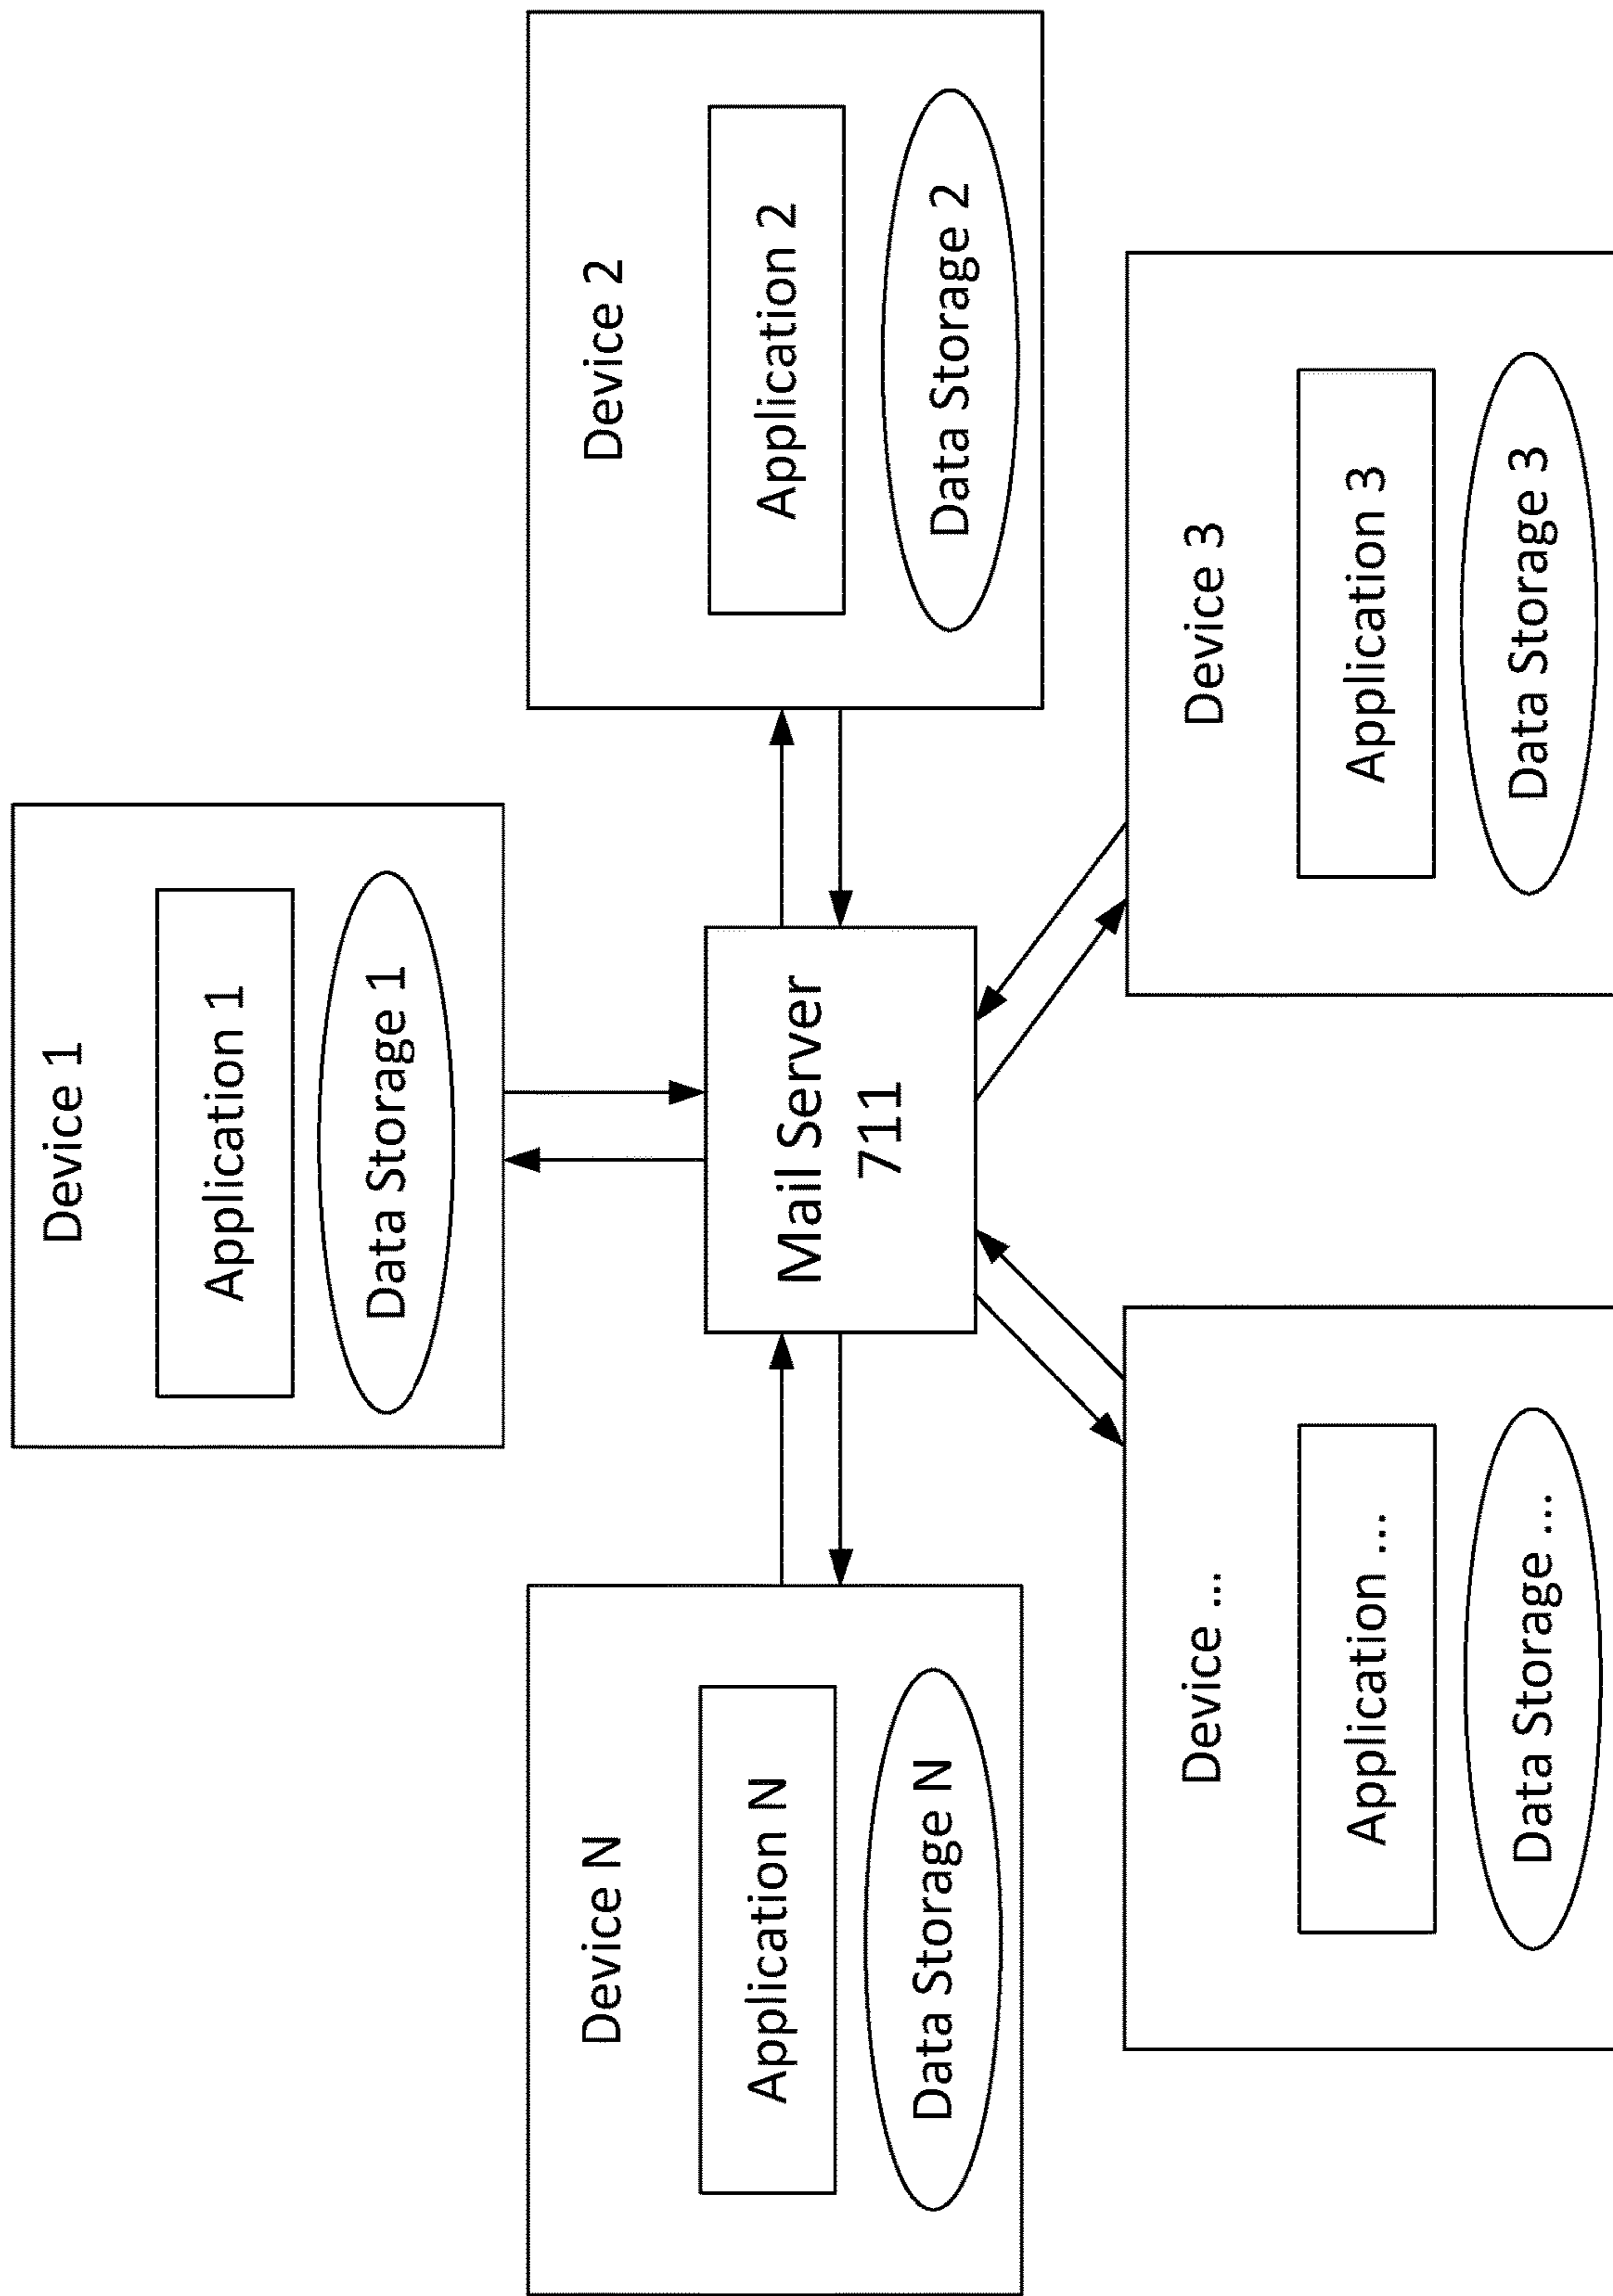 Device 1
Application 1
Data Storage 1
Device N
Application N
Data Storage N
Mail Server
711
Device 2
Application 2
Data Storage 2
Device ...
Application ...
Data Storage ...
Device 3
Application 3
Data Storage 3